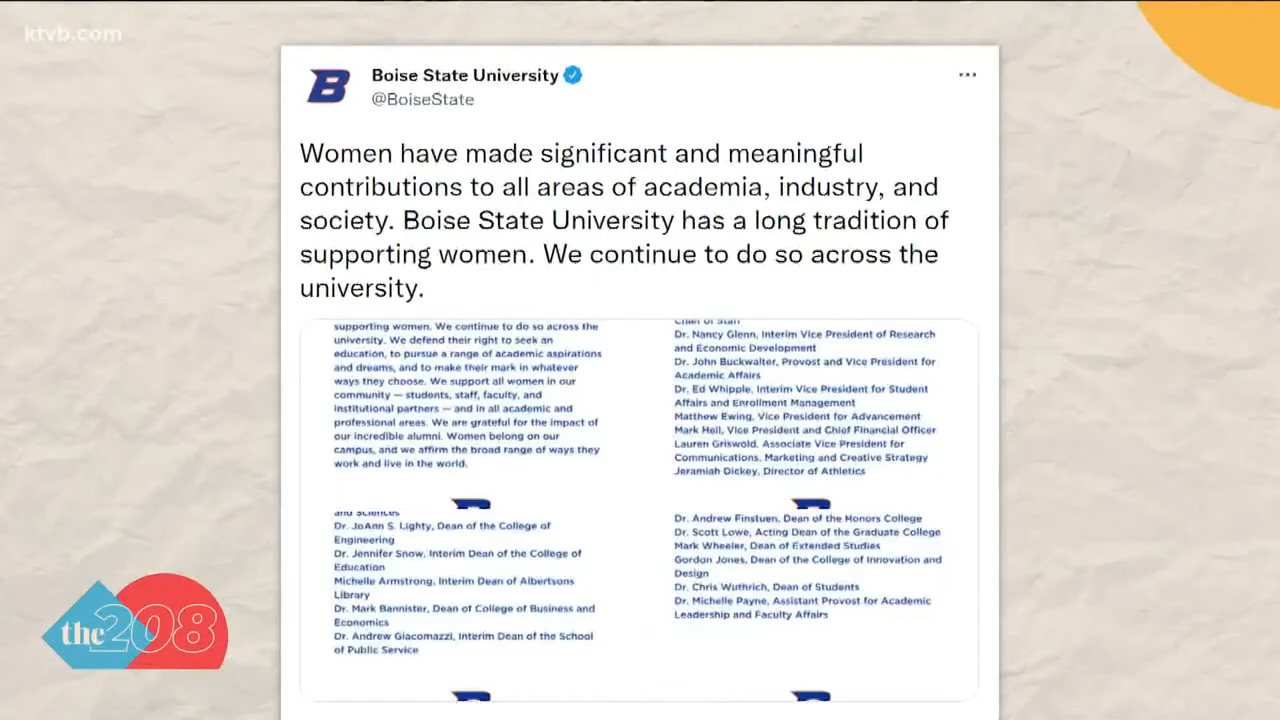 ktvb.com
Boise State University
@BoiseState
Women have made significant and meaningful
contributions to all areas of academia, industry, and
society. Boise State University has a long tradition of
supporting women. We continue to do so across the
university.
supporting women. We continue to do so across the
university. We defend their right to seek an
education, to pursue a range of academic aspirations
and dreams, and to make their mark in whatever
ways they choose. We support all women in our
community — students, staff, faculty, and
institutional partners — and in all academic and
professional areas. We are grateful for the impact of
our incredible alumni. Women belong on our
campus, and we affirm the broad range of ways they
work and live in the world.
Chief of Staff
Dr. Nancy Glenn, Interim Vice President of Research
and Economic Development
Dr. John Buckwalter, Provost and Vice President for
Academic Affairs
Dr. Ed Whipple, Interim Vice President for Student
Affairs and Enrollment Management
Matthew Ewing, Vice President for Advancement
Mark Heil, Vice President and Chief Financial Officer
Lauren Griswold, Associate Vice President for
Communications, Marketing and Creative Strategy
Jeramiah Dickey, Director of Athletics
and Sciences
Dr. JoAnn S. Lighty, Dean of the College of
Engineering
Dr. Jennifer Snow, Interim Dean of the College of
Education
Michelle Armstrong, Interim Dean of Albertsons
Library
Dr. Mark Bannister, Dean of College of Business and
Economics
Dr. Andrew Giacomazzi, Interim Dean of the School
of Public Service
Dr. Andrew Finstuen, Dean of the Honors College
Dr. Scott Lowe, Acting Dean of the Graduate College
Mark Wheeler, Dean of Extended Studies
Gordon Jones, Dean of the College of Innovation and
Design
Dr. Chris Wuthrich, Dean of Students
Dr. Michelle Payne, Assistant Provost for Academic
Leadership and Faculty Affairs
the 208